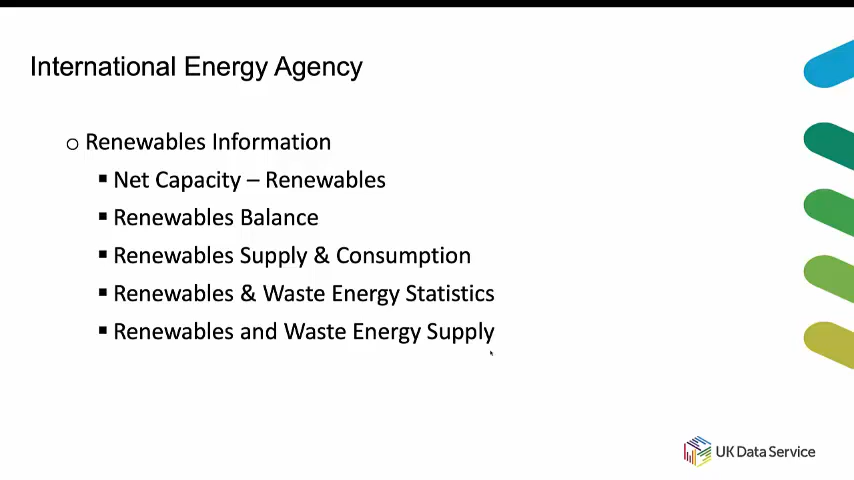 International Energy Agency
Renewables Information
Net Capacity – Renewables
Renewables Balance
Renewables Supply & Consumption
Renewables & Waste Energy Statistics
Renewables and Waste Energy Supply
UK Data Service